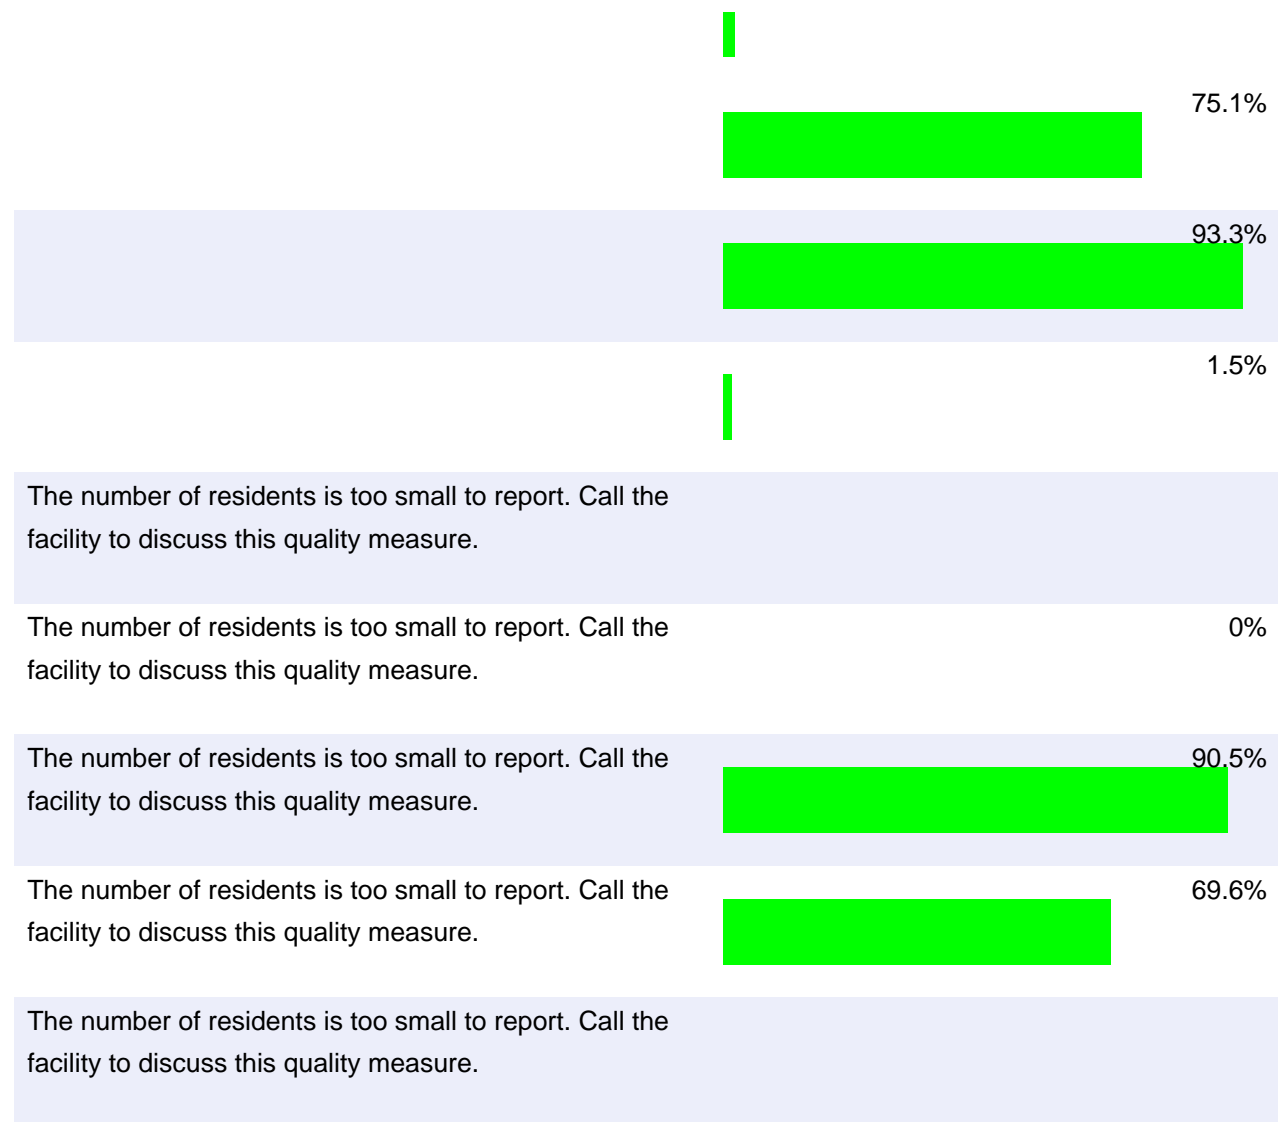 75.1%
93.3%
1.5%
The number of residents is too small to report. Call the
facility to discuss this quality measure.
The number of residents is too small to report. Call the
0%
facility to discuss this quality measure.
The number of residents is too small to report. Call the
90.5%
facility to discuss this quality measure.
The number of residents is too small to report. Call the
69.6%
facility to discuss this quality measure.
The number of residents is too small to report. Call the
facility to discuss this quality measure.